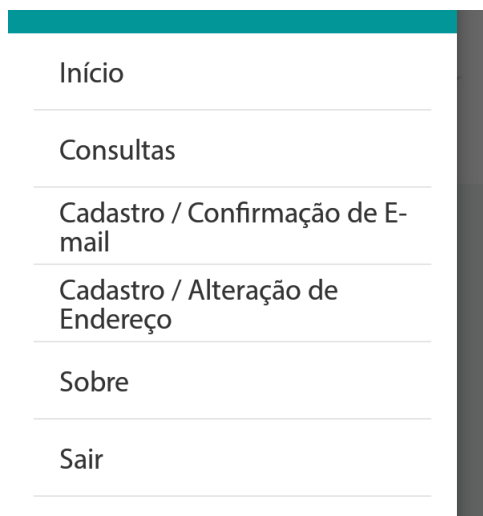 Início
Consultas
Cadastro / Confirmação de E-
mail
Cadastro / Alteração de
Endereço
Sobre
Sair